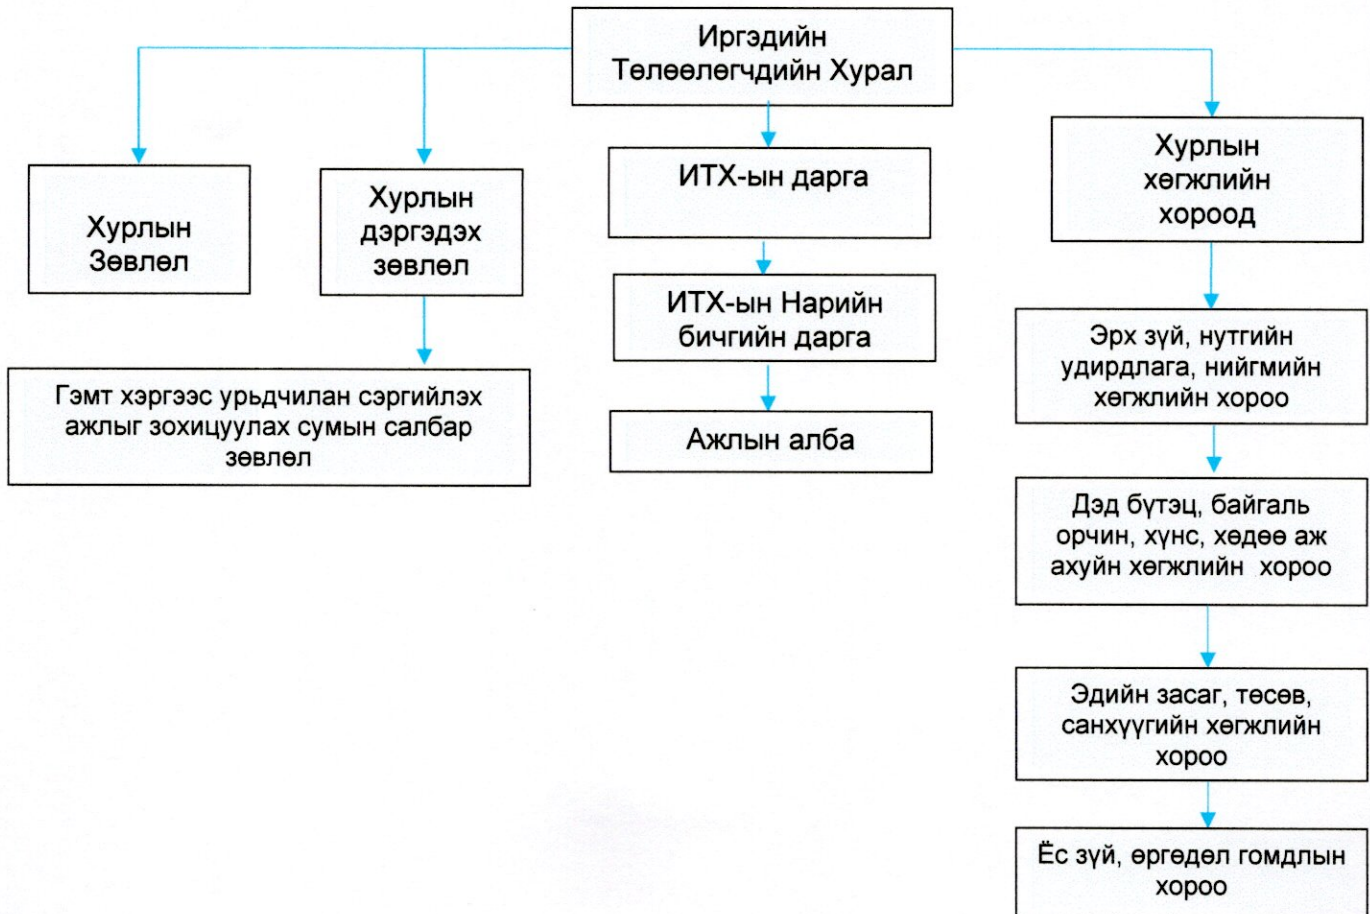 Иргэдийн
Төлөөлөгчдийн Хурал
Хурлын
Зөвлөл
Хурлын
дэргэдэх
зөвлөл
ИТХ-ын дарга
Хурлын
хөгжлийн
хороод
ИТХ-ын Нарийн
бичгийн дарга
Эрх зүй, нутгийн
удирдлага, нийгмийн
хөгжлийн хороо
Гэмт хэргээс урьдчилан сэргийлэх
ажлыг зохицуулах сумын салбар
зөвлөл
Ажлын алба
Дэд бүтэц, байгаль
орчин, хүнс, хөдөө аж
ахуйн хөгжлийн хороо
Эдийн засаг, төсөв,
санхүүгийн хөгжлийн
хороо
Ёс зүй, өргөдөл гомдлын
хороо